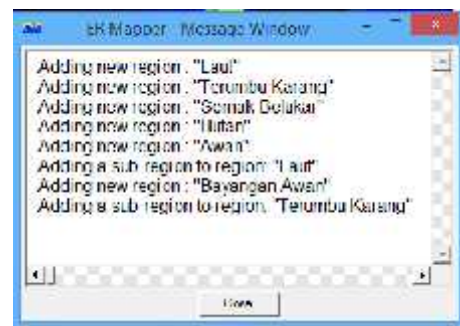 ER Mapper - Message Window
Adding new region : "Laut"
Adding new region : "Terumbu Karang"
Adding new region : "Semak Belukar"
Adding new region : "Hutan"
Adding new region : "Awan"
Adding a sub region to region: "Laut"
Adding new region : "Bayangan Awan"
Adding a sub region to region: "Terumbu Karang"
Close